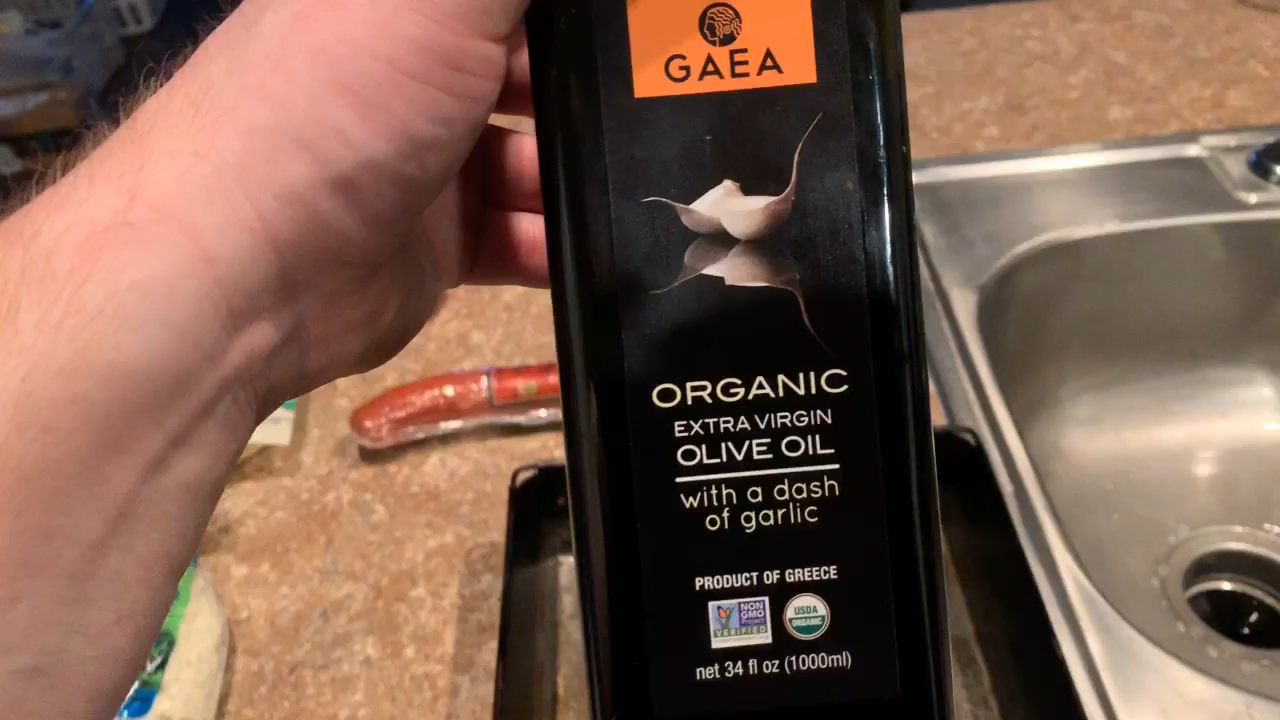 GAEA
ORGANIC
EXTRA VIRGIN
OLIVE OIL
with a dash
of garlic
PRODUCT OF GREECE
NON
GMO
Project
VERIFIED
USDA
ORGANIC
net 34 fl oz (1000ml)